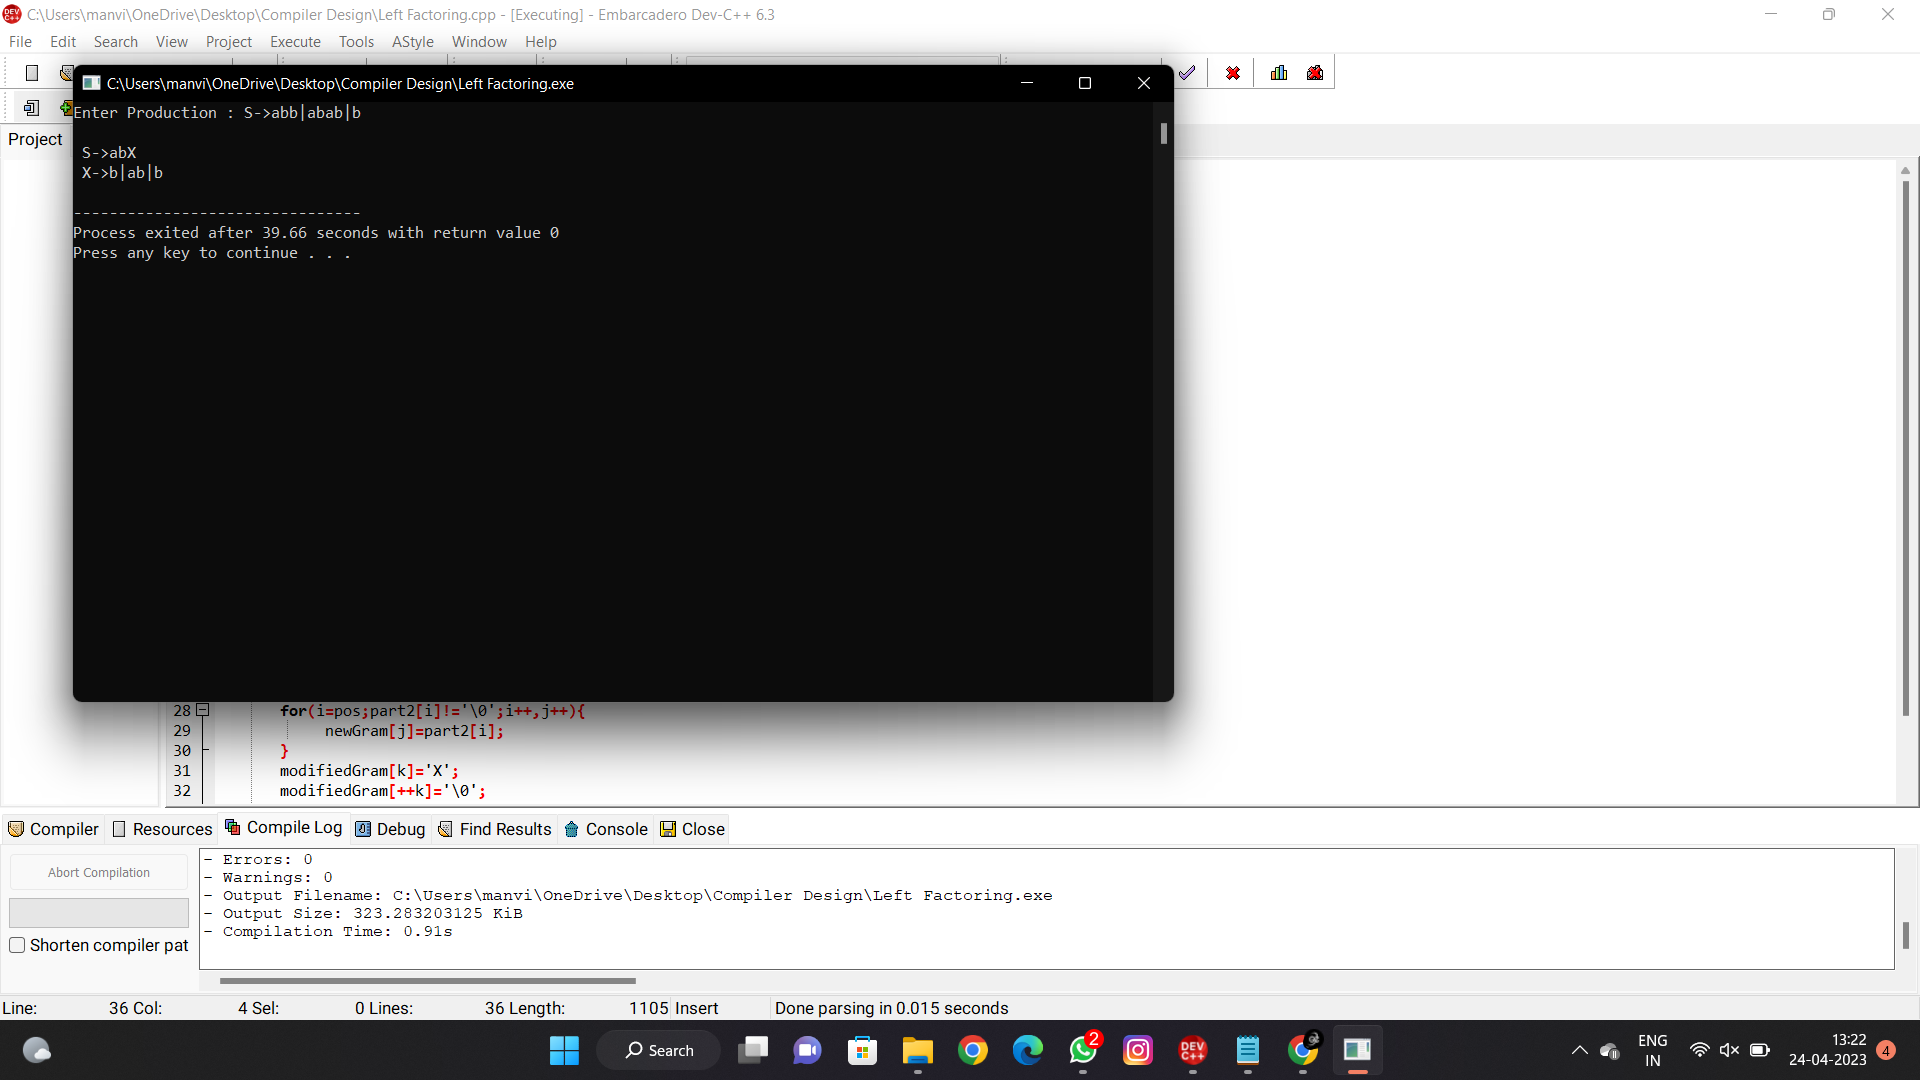 C:\Users\manvi\OneDrive\Desktop\Compiler Design\Left Factoring.cpp - [Executing] - Embarcadero Dev-C++ 6.3
File Edit Search View Project Execute Tools AStyle Window Help
C:\Users\manvi\OneDrive\Desktop\Compiler Design\Left Factoring.exe
Enter Production : S->abb|abab|b
Project
S->abX
X->b|ab|b
--------------------------------
Process exited after 39.66 seconds with return value 0
Press any key to continue . . .
28 for(i=pos;part2[i]!='\0';i++,j++){
29 newGram[j]=part2[i];
30 }
31 modifiedGram[k]='X';
32 modifiedGram[++k]='\0';
Compiler Resources Compile Log Debug Find Results Console Close
Abort Compilation
Shorten compiler pat
- Errors: 0
- Warnings: 0
- Output Filename: C:\Users\manvi\OneDrive\Desktop\Compiler Design\Left Factoring.exe
- Output Size: 323.283203125 KiB
- Compilation Time: 0.91s
Line: 36 Col: 4 Sel: 0 Lines: 36 Length: 1105 Insert Done parsing in 0.015 seconds
Search
2
DEV C++
ENG
IN
13:22
24-04-2023
4